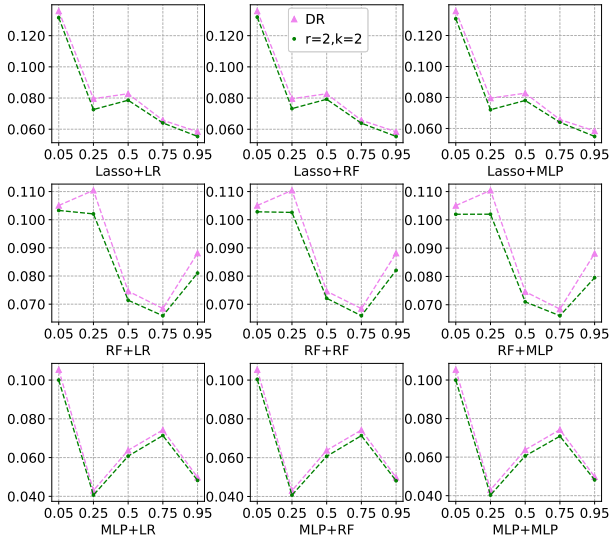 DR
r=2,k=2
0.120 0.120 0.120
0.100 0.100 0.100
0.080 0.080 0.080
0.060 0.060 0.060
0.05 0.25 0.5 0.75 0.95 0.05 0.25 0.5 0.75 0.95 0.05 0.25 0.5 0.75 0.95
Lasso+LR Lasso+RF Lasso+MLP
0.110 0.110 0.110
0.100 0.100 0.100
0.090 0.090 0.090
0.080 0.080 0.080
0.070 0.070 0.070
0.05 0.25 0.5 0.75 0.95 0.05 0.25 0.5 0.75 0.95 0.05 0.25 0.5 0.75 0.95
RF+LR RF+RF RF+MLP
0.100 0.100 0.100
0.080 0.080 0.080
0.060 0.060 0.060
0.040 0.040 0.040
0.05 0.25 0.5 0.75 0.95 0.05 0.25 0.5 0.75 0.95 0.05 0.25 0.5 0.75 0.95
MLP+LR MLP+RF MLP+MLP